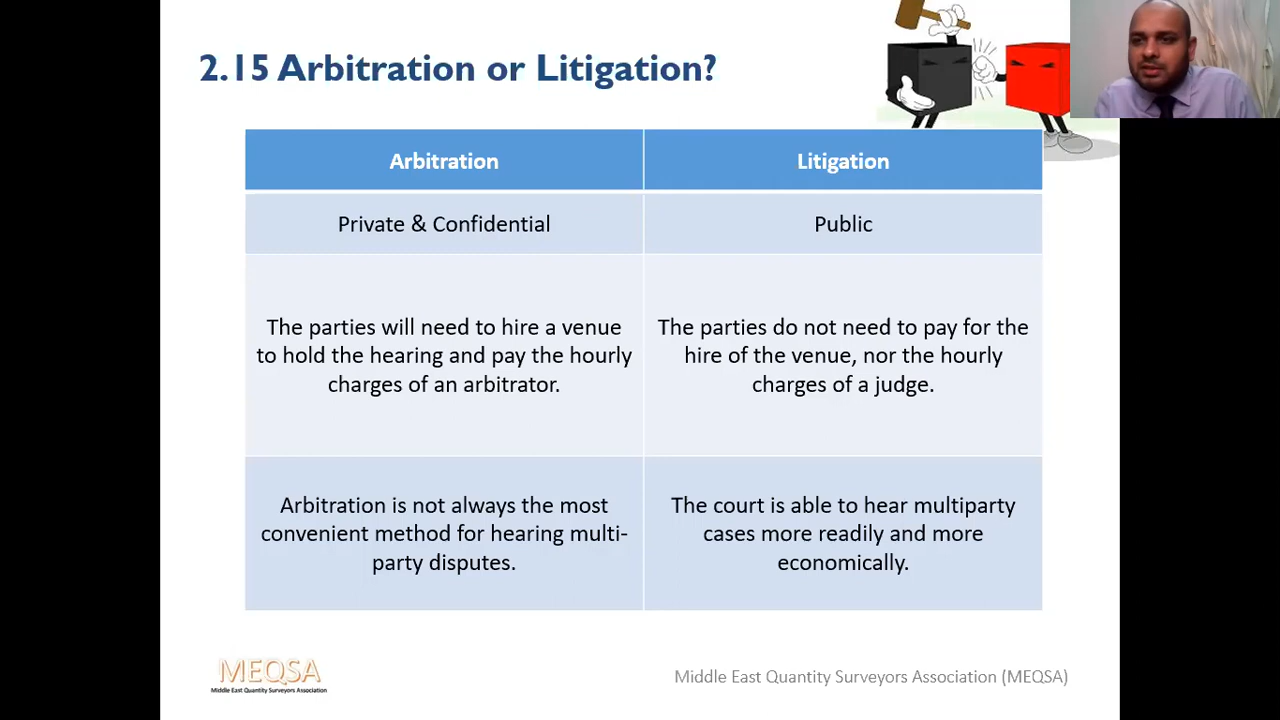 2.15 Arbitration or Litigation?
Arbitration
Litigation
Private & Confidential
Public
The parties will need to hire a venue
to hold the hearing and pay the hourly
charges of an arbitrator.
The parties do not need to pay for the
hire of the venue, nor the hourly
charges of a judge.
Arbitration is not always the most
convenient method for hearing multi-
party disputes.
The court is able to hear multiparty
cases more readily and more
economically.
MEQSA
Middle East Quantity Surveyors Association
Middle East Quantity Surveyors Association (MEQSA)